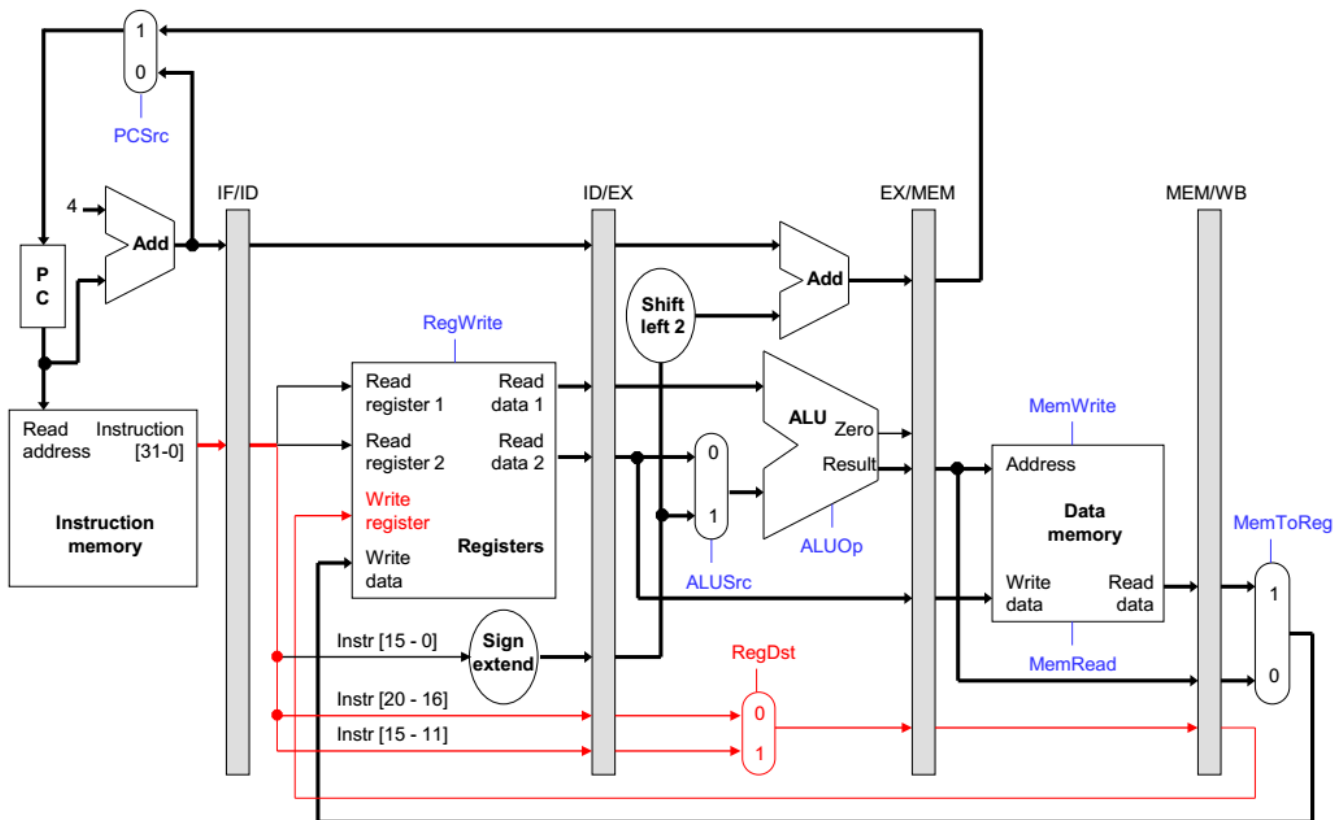 1
0
PCSrc
IF/ID
ID/EX
EX/MEM
MEM/WB
4
Add
P
C
Add
Shift
left 2
RegWrite
Read
register 1
Read
data 1
Read
register 2
Read
data 2
Write
register
Registers
Write
data
Read
address
Instruction
[31-0]
Instruction
memory
0
1
ALUSrc
ALU
Zero
Result
ALUOp
MemWrite
Address
Data
memory
Write
data
Read
data
MemRead
MemToReg
1
0
Instr [15 - 0]
Sign
extend
RegDst
Instr [20 - 16]
0
Instr [15 - 11]
1